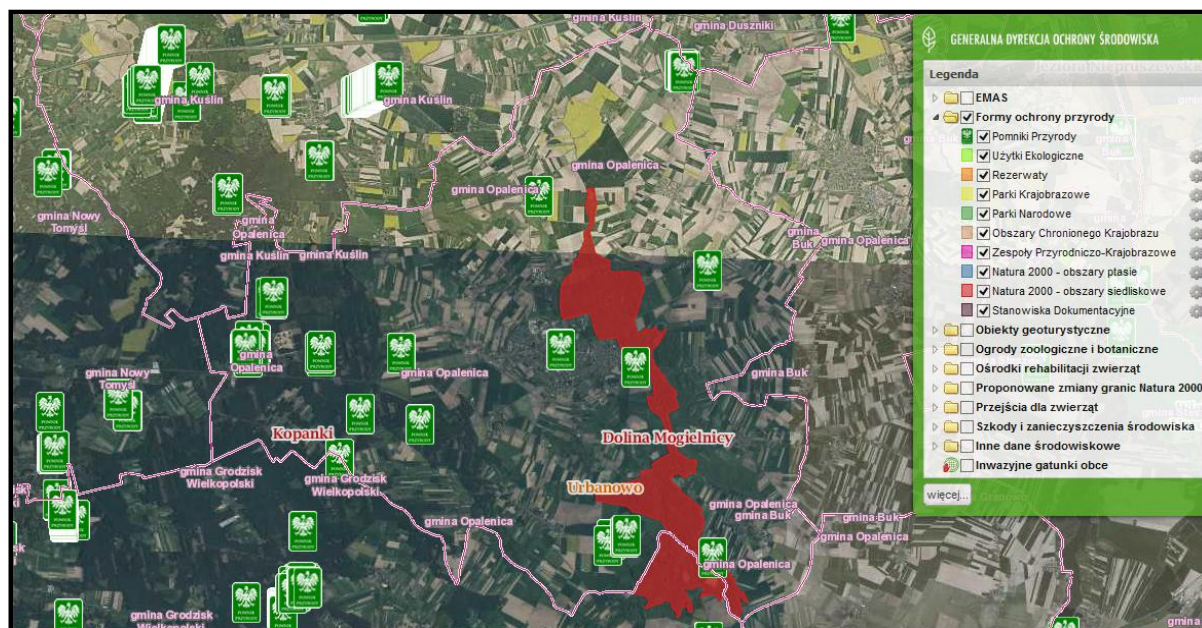 gmina Kuślin
gmina Duszniki
gmina Kuślin
gmina Kuślin
gmina Opalenica
gmina Opalenica
gmina Nowy
Tomyśl
gmina
Opalenica
gmina Kuślin
gmina Kuślin
gmina
Buk
gmina Opalenica
gmina
Opalenica
gmina Opalenica
gmina Nowy
Tomyśl
gmina Buk
Kopanki
Dolina Mogielnicy
gmina Grodzisk
Wielkopolski
gmina Grodzisk
Wielkopolski
Urbanowo
gmina Opalenica
gmina Opalenica
gmina Buk
gmina Buk
gmina Opalenica
gmina Opalenica
gmina Grodzisk
Wielkopolski
GENERALNA DYREKCJA OCHRONY ŚRODOWISKA
Legenda
EMAS
Formy ochrony przyrody
Pomniki Przyrody
Użytki Ekologiczne
Rezerwaty
Parki Krajobrazowe
Parki Narodowe
Obszary Chronionego Krajobrazu
Zespoły Przyrodniczo-Krajobrazowe
Natura 2000 - obszary ptasie
Natura 2000 - obszary siedliskowe
Stanowiska Dokumentacyjne
Obiekty geoturystyczne
Ogrody zoologiczne i botaniczne
Ośrodki rehabilitacji zwierząt
Proponowane zmiany granic Natura 2000
Przejścia dla zwierząt
Szkody i zanieczyszczenia środowiska
Inne dane środowiskowe
Inwazyjne gatunki obce
więcej...